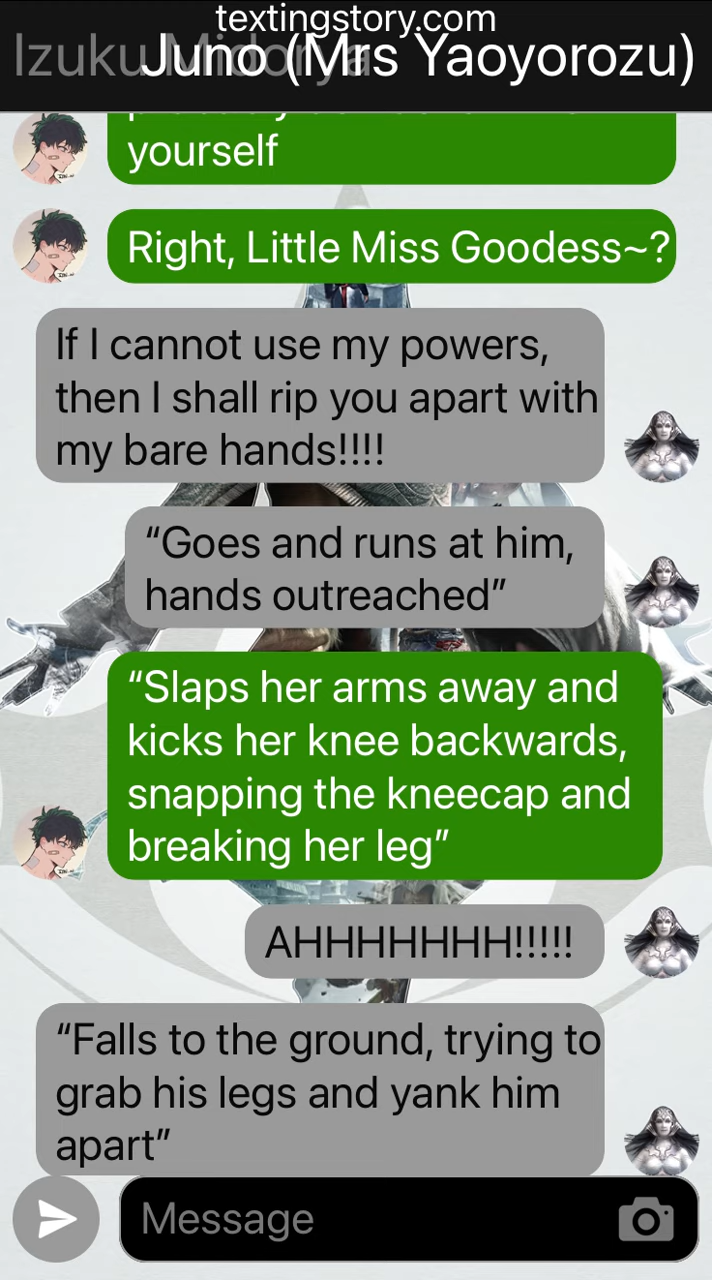 textingstory.com
Izuku Midorya
Juno (Mrs Yaoyorozu)
yourself
Right, Little Miss Goodess~?
If I cannot use my powers,
then I shall rip you apart with
my bare hands!!!!
“Goes and runs at him,
hands outreached”
“Slaps her arms away and
kicks her knee backwards,
snapping the kneecap and
breaking her leg”
AHHHHHHH!!!!!
“Falls to the ground, trying to
grab his legs and yank him
apart”
Message